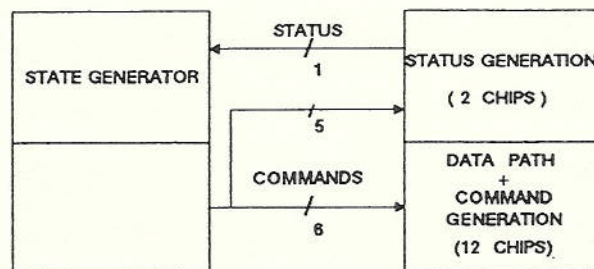 STATUS
1
STATE GENERATOR
STATUS GENERATION
( 2 CHIPS )
5
COMMANDS
6
DATA PATH
+
COMMAND
GENERATION
(12 CHIPS)